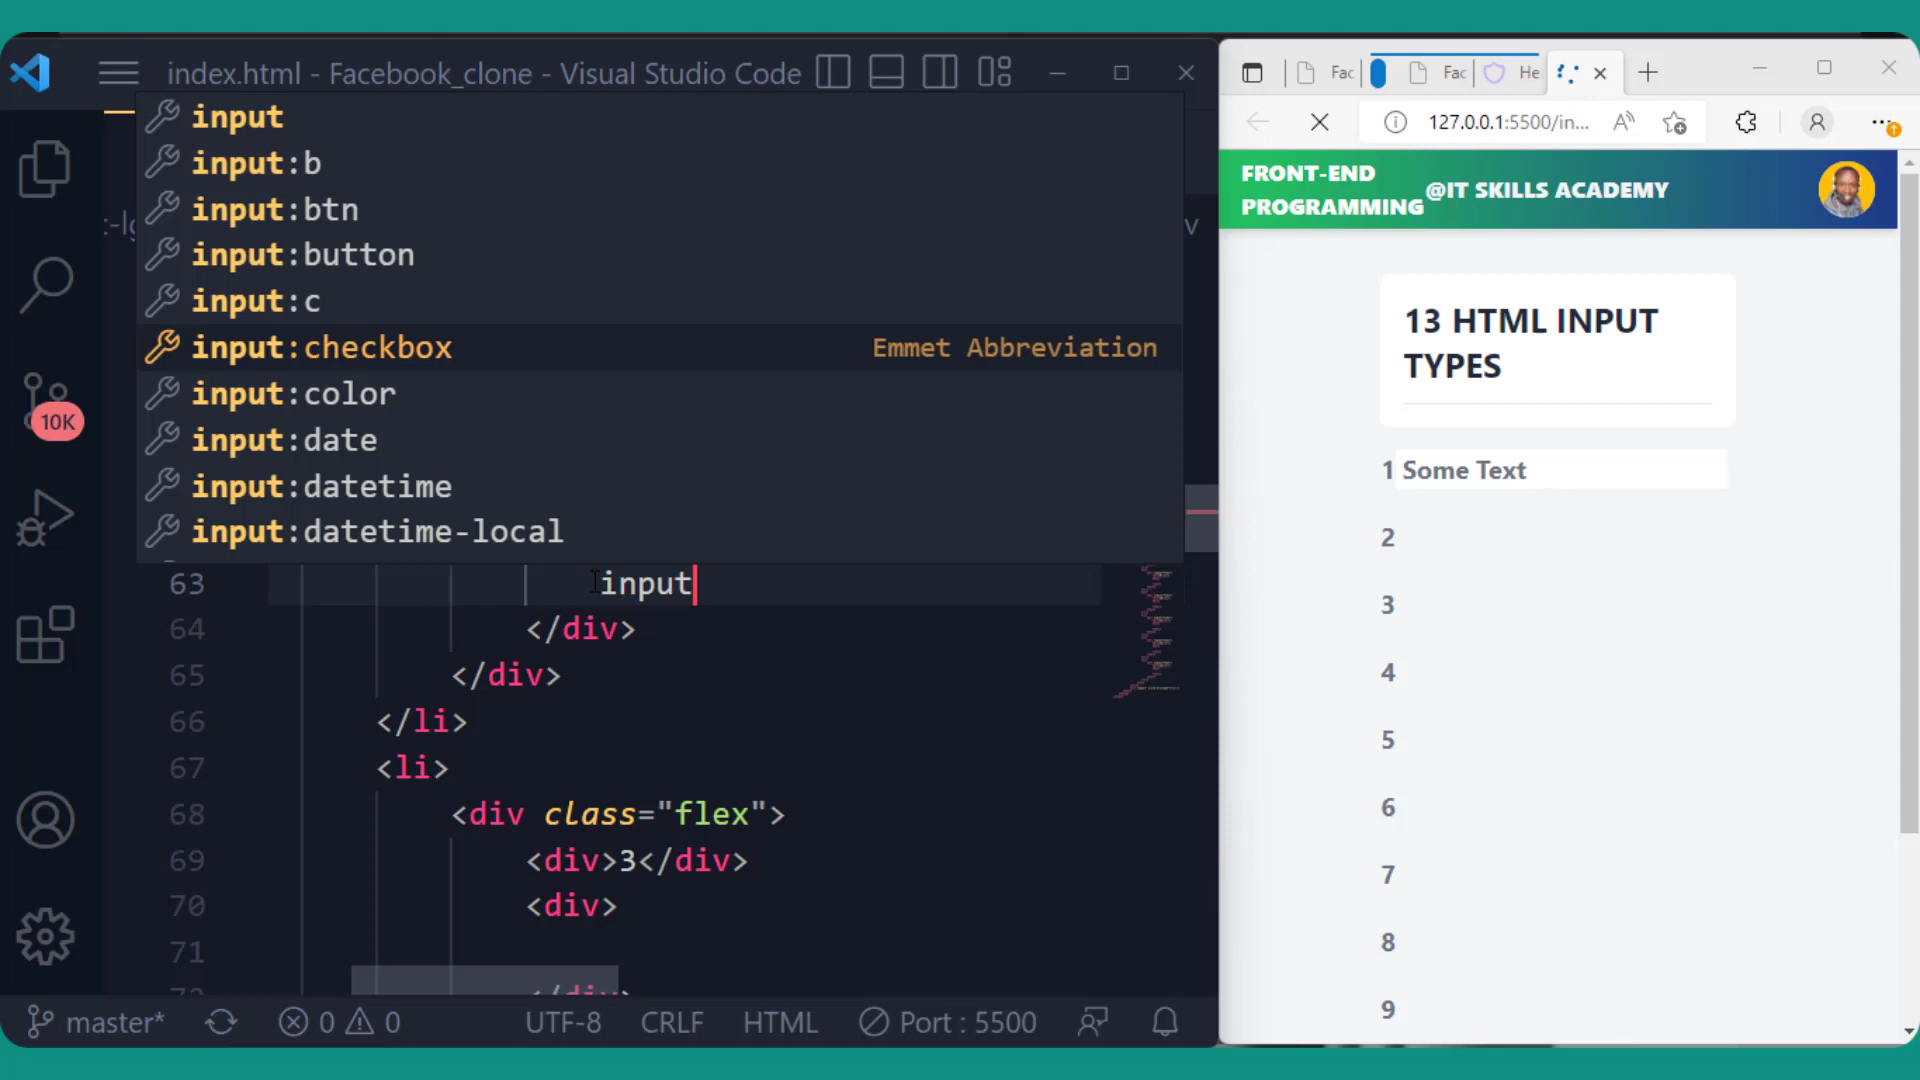 index.html - Facebook_clone - Visual Studio Code
input
input:b
input:btn
input:button
input:c
input:checkbox Emmet Abbreviation
input:color
input:date
input:datetime
input:datetime-local
63 input
64 </div>
65 </div>
66 </li>
67 <li>
68 <div class="flex">
69 <div>3</div>
70 <div>
71
10K
master* 0 0 UTF-8 CRLF HTML Port : 5500
Fac Fac He
127.0.0.1:5500/in...
FRONT-END
PROGRAMMING
@IT SKILLS ACADEMY
13 HTML INPUT
TYPES
1 Some Text
2
3
4
5
6
7
8
9